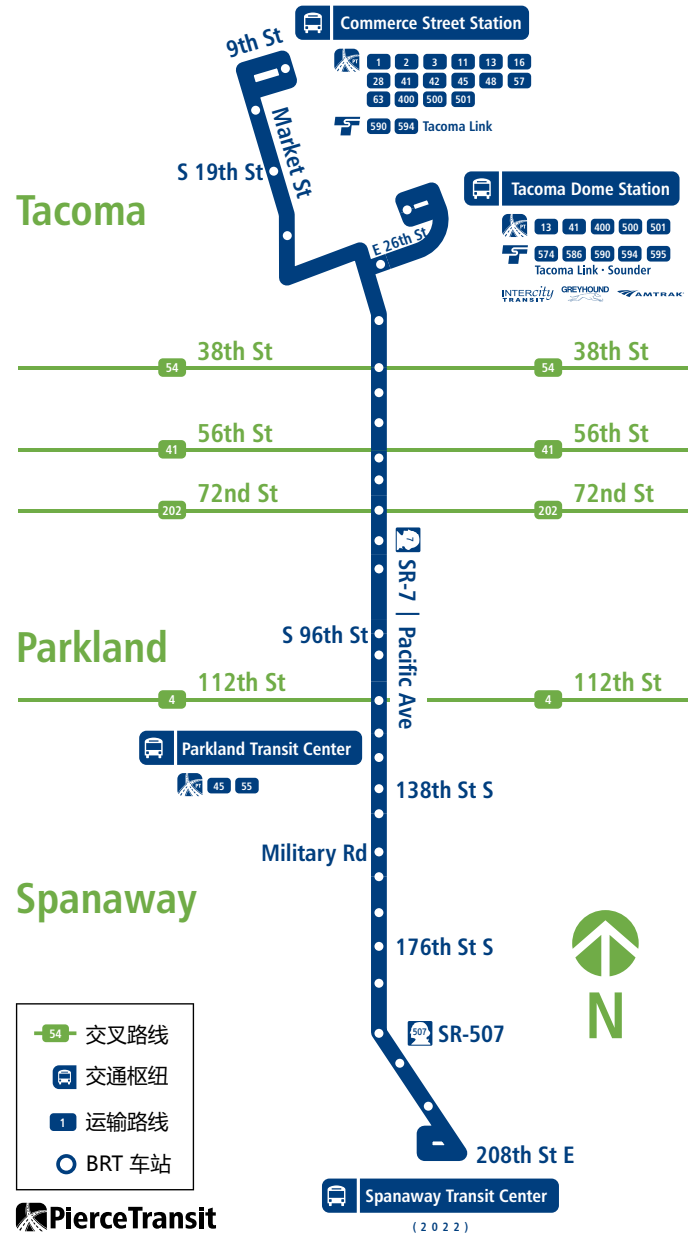 Commerce Street Station
9th St
PT
1 2 3 11 13 16
28 41 42 45 48 57
63 400 500 501
ST 590 594 Tacoma Link
Market St
S 19th St
Tacoma
Tacoma Dome Station
PT
13 41 400 500 501
ST 574 586 590 594 595
Tacoma Link · Sounder
INTERCity TRANSIT GREYHOUND AMTRAK
E 26th St
38th St 38th St
54 54
56th St 56th St
41 41
72nd St 72nd St
202 202
7
SR-7 | Pacific Ave
S 96th St
Parkland
112th St 112th St
4 4
Parkland Transit Center
PT
45 55
138th St S
Military Rd
Spanaway
176th St S
N
507 SR-507
54 交叉路线
交通枢纽
1 运输路线
BRT 车站
208th St E
Spanaway Transit Center
(2022)
PierceTransit